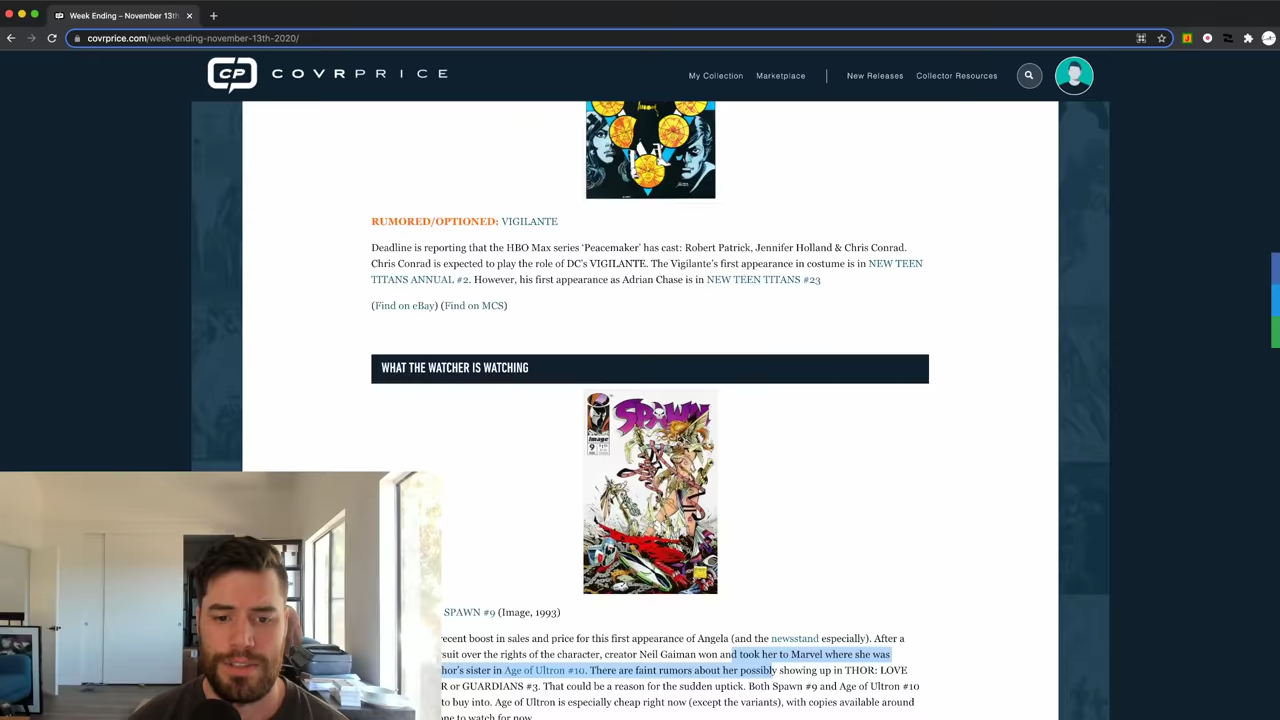 Week Ending – November 13th
covrprice.com/week-ending-november-13th-2020/
CP COVRPRICE
My Collection Marketplace New Releases Collector Resources
RUMORED/OPTIONED: VIGILANTE
Deadline is reporting that the HBO Max series ‘Peacemaker’ has cast: Robert Patrick, Jennifer Holland & Chris Conrad.
Chris Conrad is expected to play the role of DC’s VIGILANTE. The Vigilante’s first appearance in costume is in NEW TEEN
TITANS ANNUAL #2. However, his first appearance as Adrian Chase is in NEW TEEN TITANS #23
(Find on eBay) (Find on MCS)
WHAT THE WATCHER IS WATCHING
SPAWN
image
9
SPAWN #9 (Image, 1993)
recent boost in sales and price for this first appearance of Angela (and the newsstand especially). After a
suit over the rights of the character, creator Neil Gaiman won and took her to Marvel where she was
hor’s sister in Age of Ultron #10. There are faint rumors about her possibly showing up in THOR: LOVE
R or GUARDIANS #3. That could be a reason for the sudden uptick. Both Spawn #9 and Age of Ultron #10
to buy into. Age of Ultron is especially cheap right now (except the variants), with copies available around
one to watch for now.